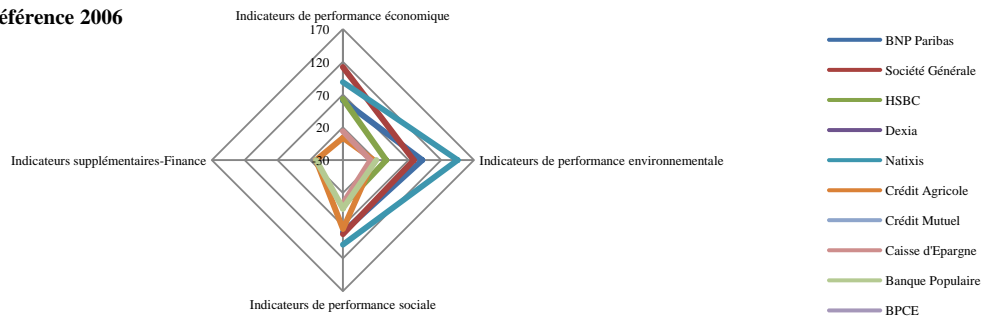 éférence 2006
Indicateurs de performance économique
170
120
70
20
-30
Indicateurs supplémentaires-Finance
Indicateurs de performance environnementale
Indicateurs de performance sociale
BNP Paribas
Société Générale
HSBC
Dexia
Natixis
Crédit Agricole
Crédit Mutuel
Caisse d'Epargne
Banque Populaire
BPCE